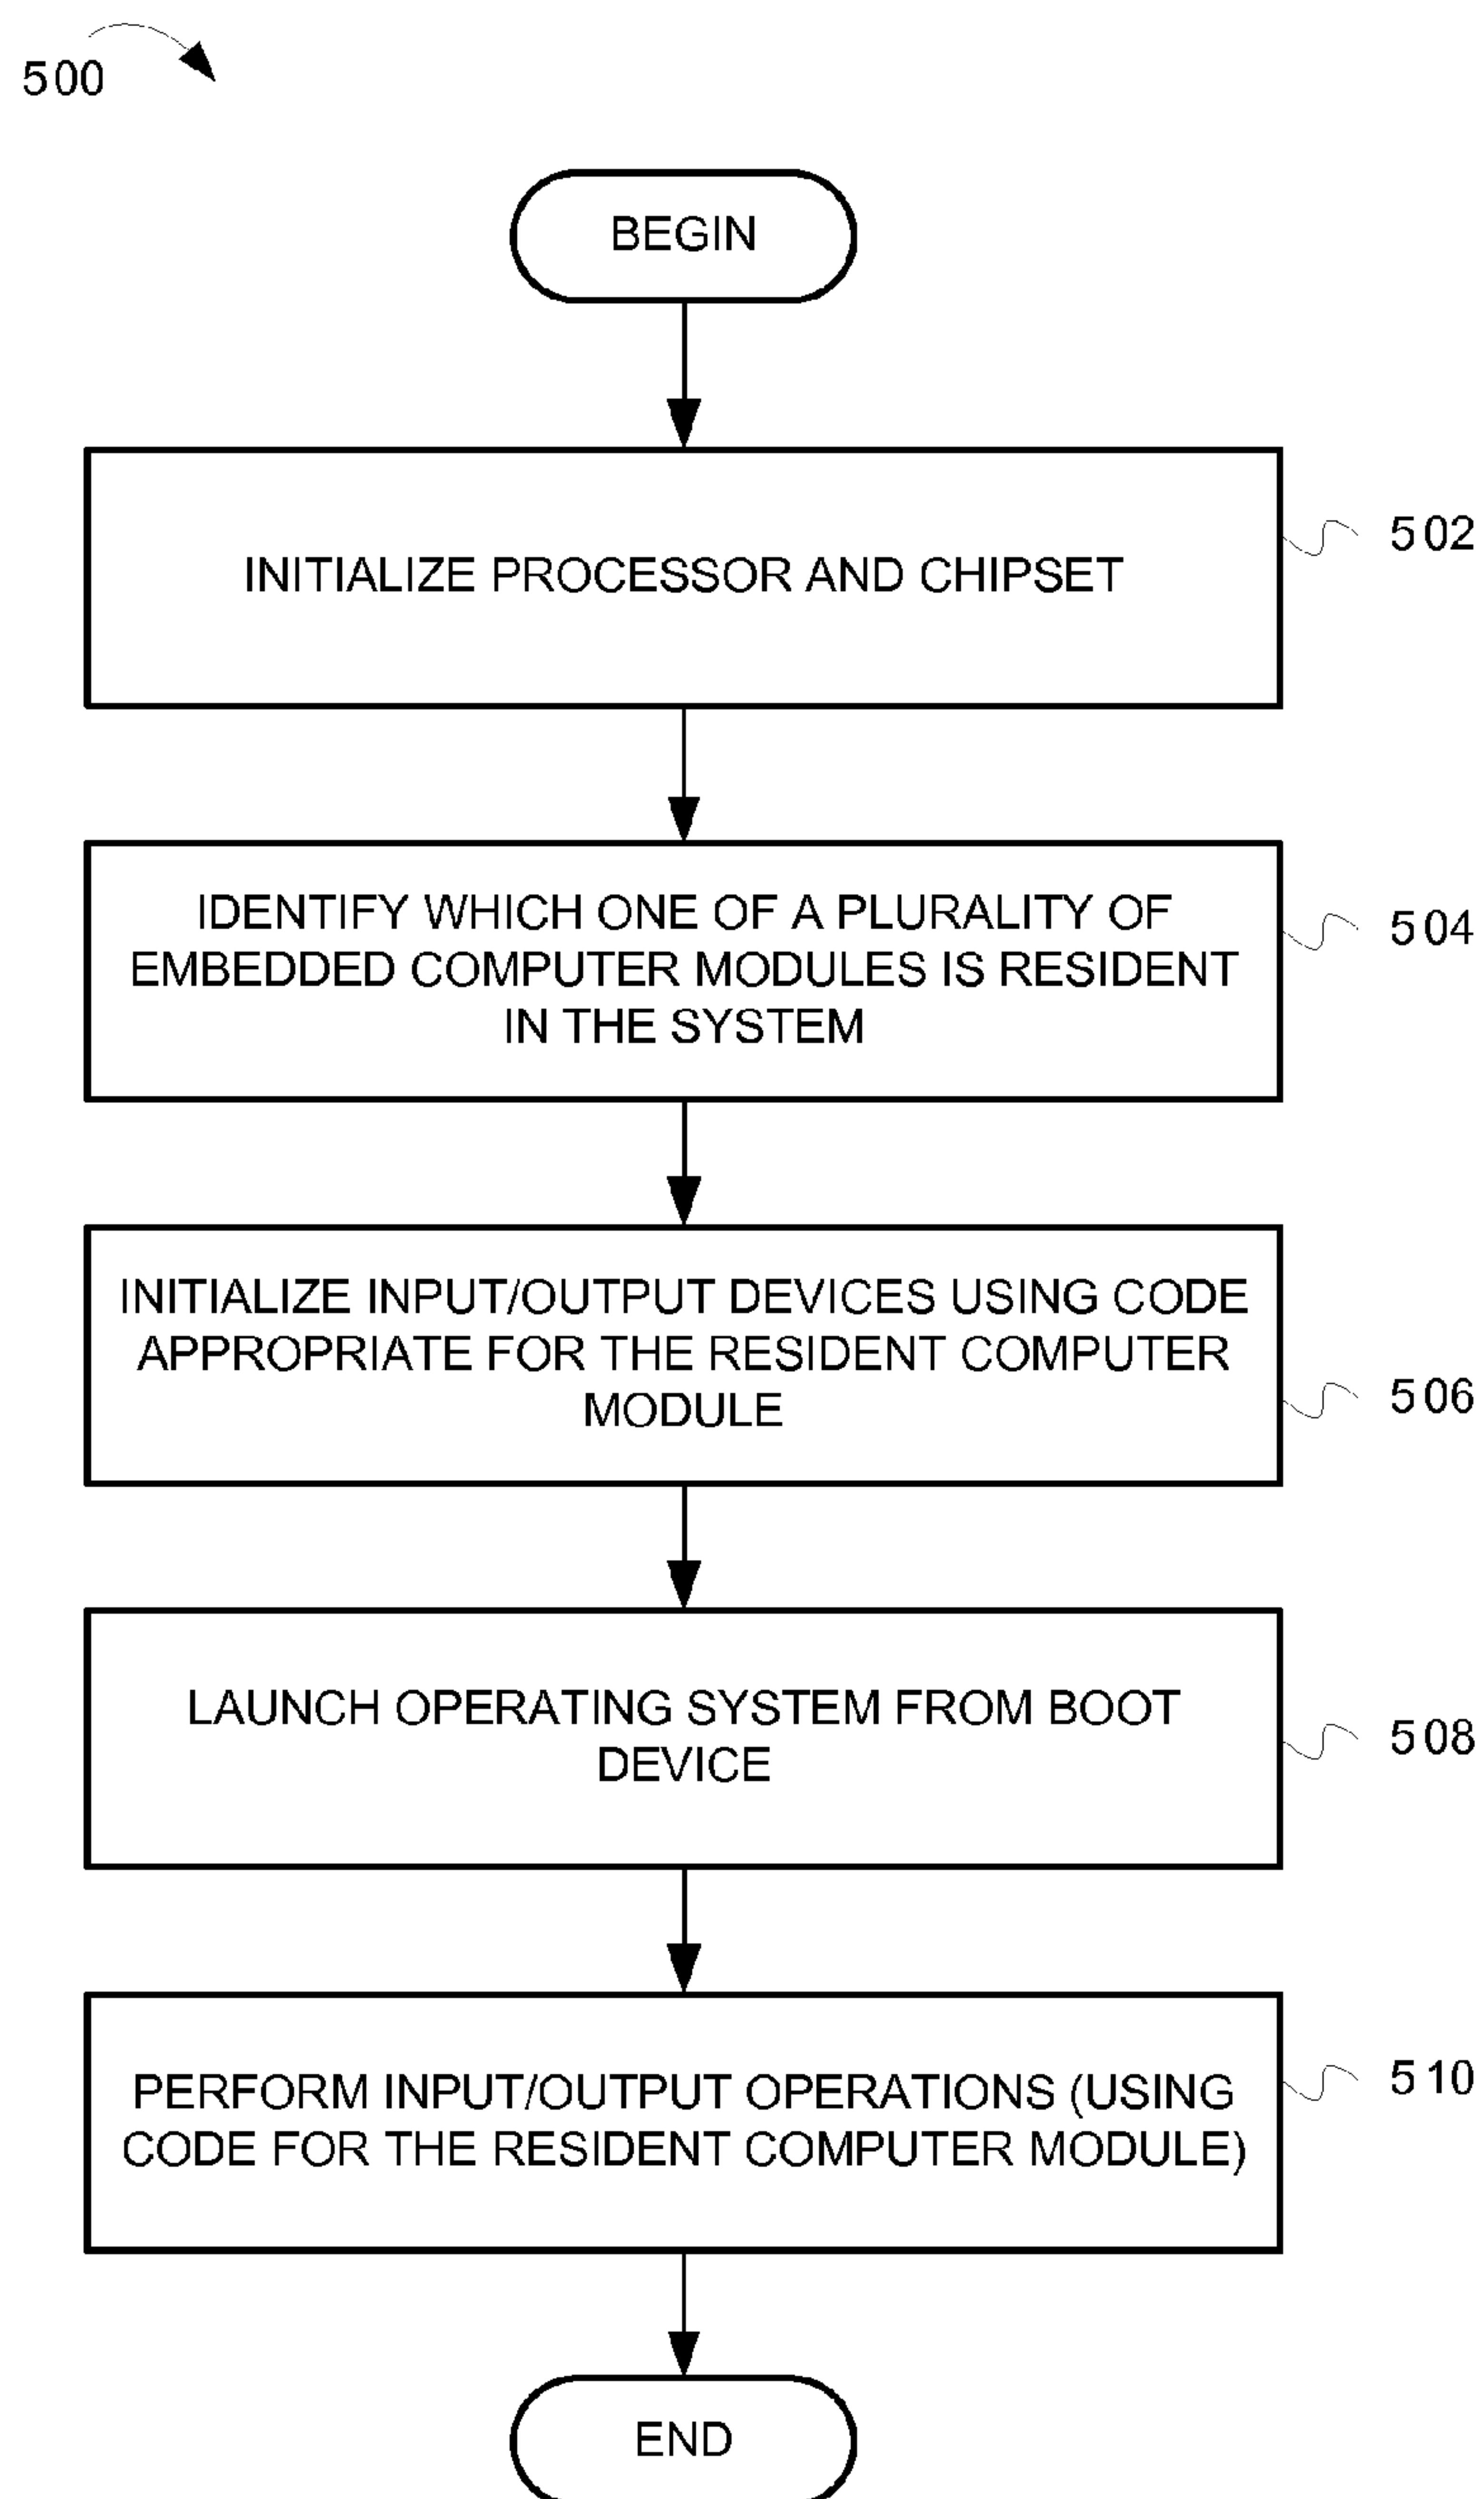 500
BEGIN
INITIALIZE PROCESSOR AND CHIPSET
502
IDENTIFY WHICH ONE OF A PLURALITY OF
EMBEDDED COMPUTER MODULES IS RESIDENT
IN THE SYSTEM
504
INITIALIZE INPUT/OUTPUT DEVICES USING CODE
APPROPRIATE FOR THE RESIDENT COMPUTER
MODULE
506
LAUNCH OPERATING SYSTEM FROM BOOT
DEVICE
508
PERFORM INPUT/OUTPUT OPERATIONS (USING
CODE FOR THE RESIDENT COMPUTER MODULE)
510
END